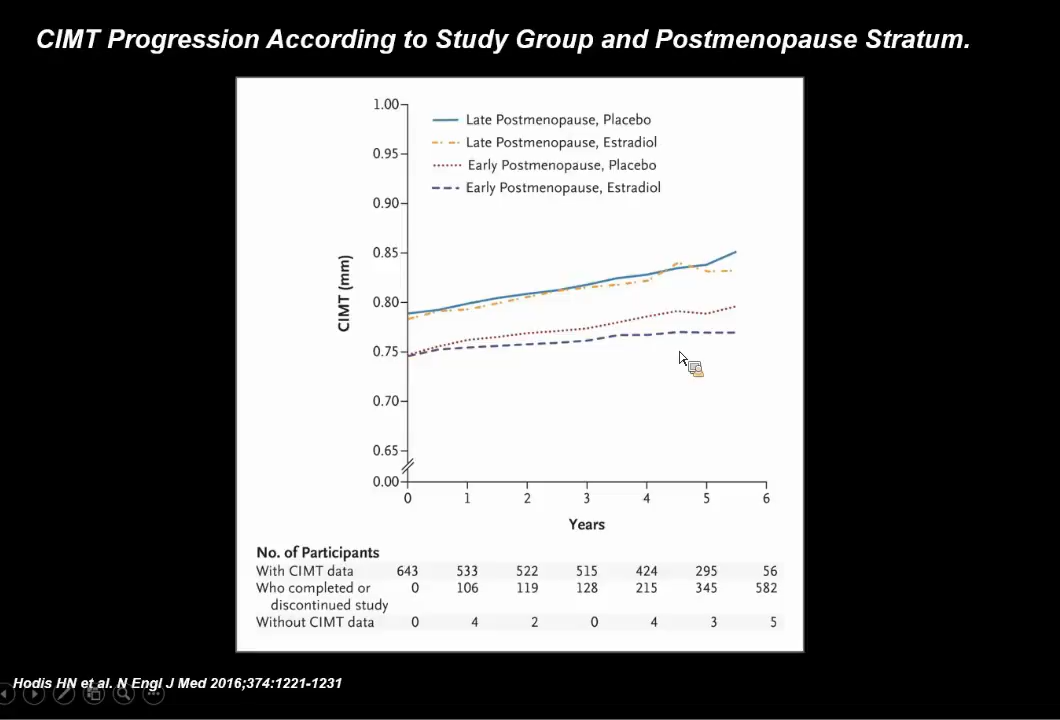 CIMT Progression According to Study Group and Postmenopause Stratum.
1.00
Late Postmenopause, Placebo
Late Postmenopause, Estradiol
0.95
Early Postmenopause, Placebo
Early Postmenopause, Estradiol
0.90
0.85
CIMT (mm)
0.80
0.75
0.70
0.65
0.00
0 1 2 3 4 5 6
Years
No. of Participants
With CIMT data 643 533 522 515 424 295 56
Who completed or 0 106 119 128 215 345 582
discontinued study
Without CIMT data 0 4 2 0 4 3 5
Hodis HN et al. N Engl J Med 2016;374:1221-1231